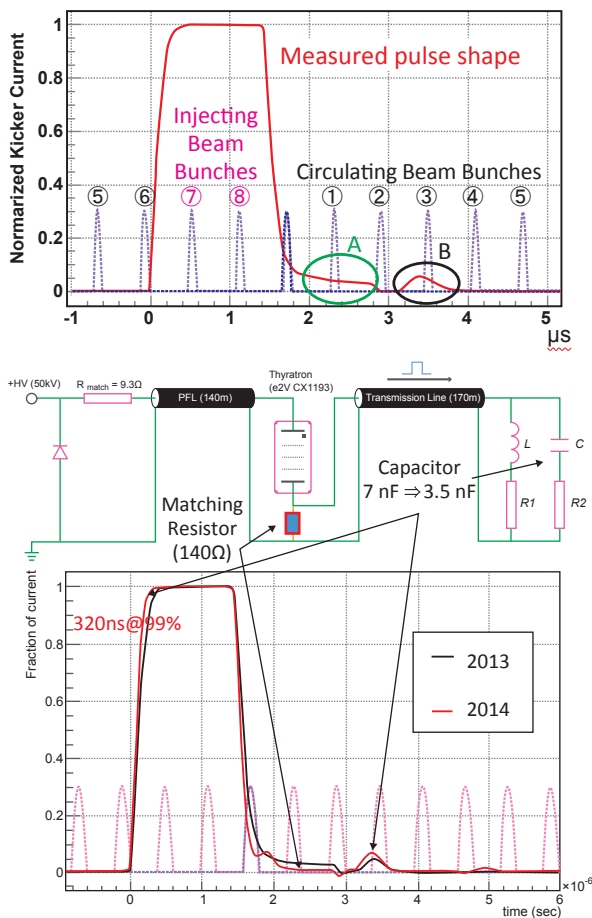 Normarized Kicker Current
1
0.8
0.6
0.4
0.2
0
Measured pulse shape
Injecting
Beam
Bunches
Circulating Beam Bunches
⑤ ⑥ ⑦ ⑧ ① ② ③ ④ ⑤
A
B
-1 0 1 2 3 4 5
μs
+HV (50kV)
R match = 9.3Ω
PFL (140m)
Thyratron
(e2V CX1193)
Transmission Line (170m)
L
C
R1
R2
Capacitor
7 nF ⇒3.5 nF
Matching
Resistor
(140Ω)
Fraction of current
1
0.8
0.6
0.4
0.2
0
320ns@99%
2013
2014
0 1 2 3 4 5 6
×10⁻⁶
time (sec)